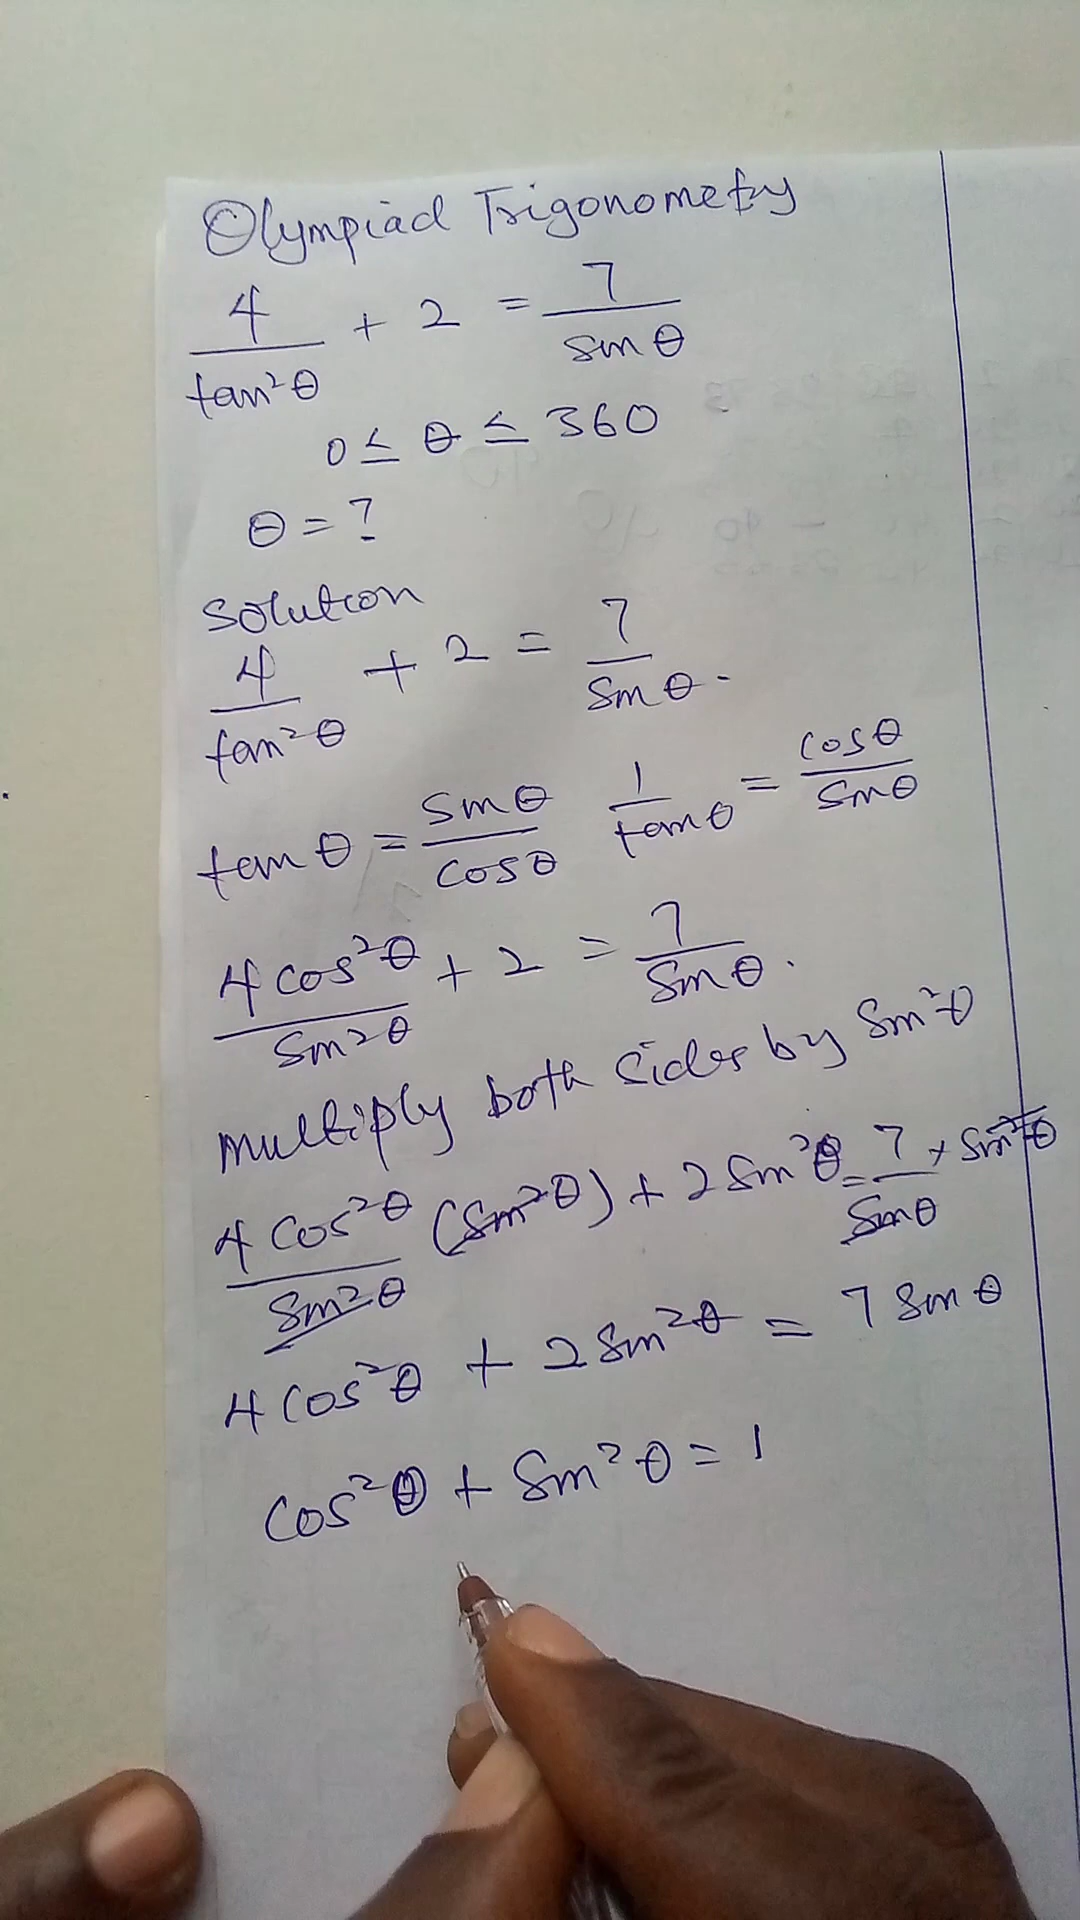 Olympiad Trigonometry
4/tan²θ + 2 = 7/sinθ
0 ≤ θ ≤ 360
θ = ?
Solution
4/tan²θ + 2 = 7/sinθ.
tanθ = sinθ/cosθ 1/tanθ = cosθ/sinθ
4cos²θ/sin²θ + 2 = 7/sinθ.
Multiply both sides by sin²θ
4cos²θ/sin²θ (sin²θ) + 2sin²θ = 7/sinθ × sin²θ
4cos²θ + 2sin²θ = 7sinθ
cos²θ + sin²θ = 1